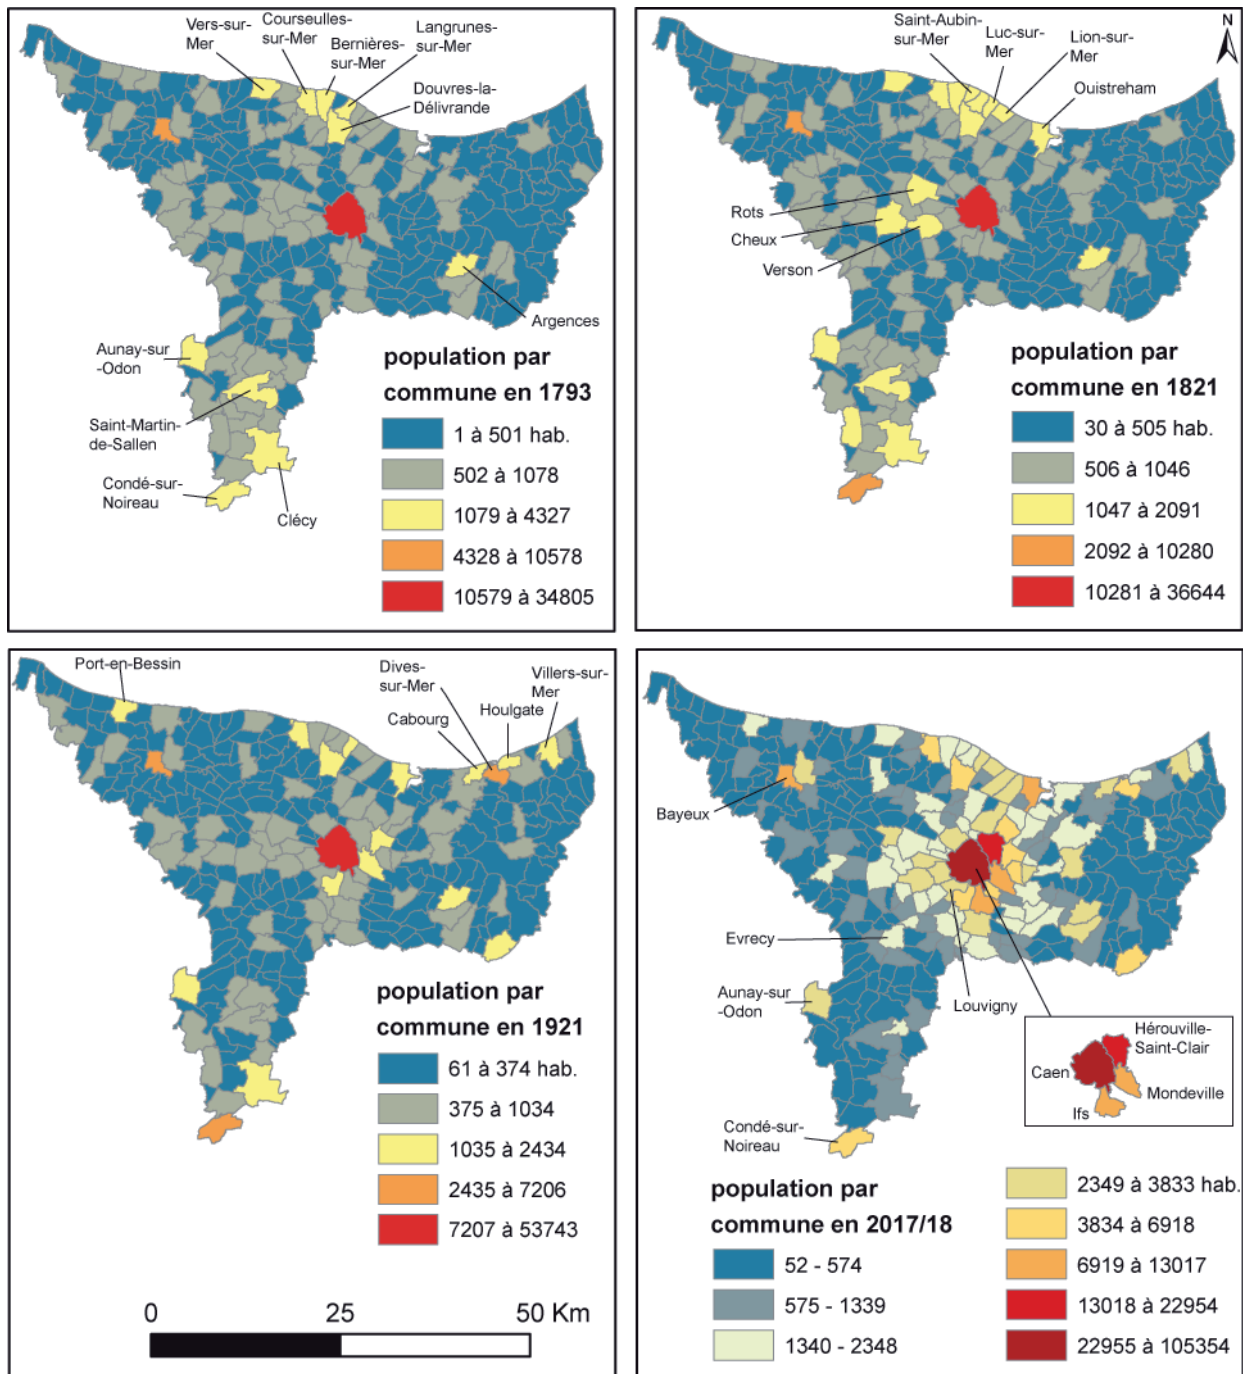 Vers-sur-
Mer
Courseulles-
sur-Mer
Bernières-
sur-Mer
Langrunes-
sur-Mer
Douvres-la-
Délivrande
Argences
Aunay-sur
-Odon
Saint-Martin-
de-Sallen
Condé-sur-
Noireau
Clécy
population par
commune en 1793
1 à 501 hab.
502 à 1078
1079 à 4327
4328 à 10578
10579 à 34805
Saint-Aubin-
sur-Mer
Luc-sur-
Mer
Lion-sur-
Mer
Ouistreham
N
Rots
Cheux
Verson
population par
commune en 1821
30 à 505 hab.
506 à 1046
1047 à 2091
2092 à 10280
10281 à 36644
Port-en-Bessin
Dives-
sur-Mer
Villers-sur-
Mer
Cabourg
Houlgate
population par
commune en 1921
61 à 374 hab.
375 à 1034
1035 à 2434
2435 à 7206
7207 à 53743
0 25 50 Km
Bayeux
Evrecy
Aunay-sur
-Odon
Louvigny
Condé-sur-
Noireau
Hérouville-
Saint-Clair
Caen
Mondeville
Ifs
population par
commune en 2017/18
52 - 574
575 - 1339
1340 - 2348
2349 à 3833 hab.
3834 à 6918
6919 à 13017
13018 à 22954
22955 à 105354